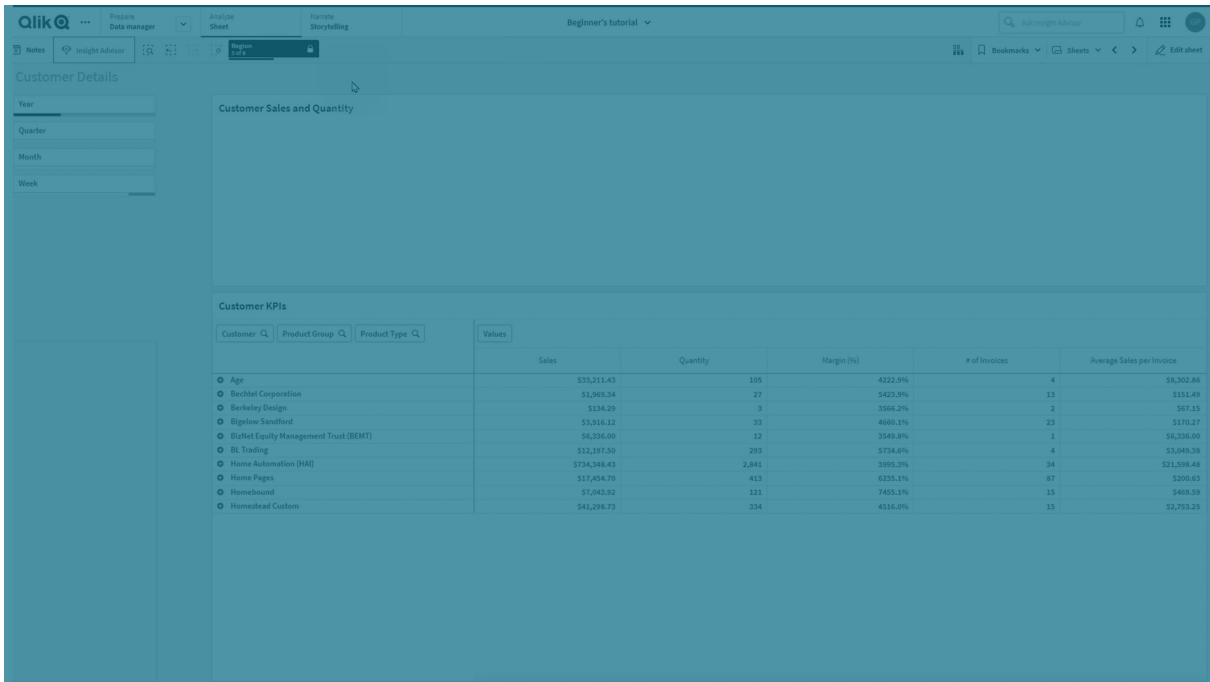 Qlik
Prepare
Data manager
Analyze
Sheet
Narrate
Storytelling
Beginner's tutorial
Ask Insight Advisor
Notes
Insight Advisor
Region
Bookmarks
Sheets
Edit sheet
Customer Details
Year
Quarter
Month
Week
Customer Sales and Quantity
Customer KPIs
Customer Product Group Product Type Values
Sales Quantity Margin (%) # of Invoices Average Sales per Invoice
Age $33,211.43 105 4222.9% 4 $8,302.86
Bechtel Corporation $1,969.34 27 5423.9% 13 $151.49
Berkeley Design $134.29 3 3566.2% 2 $67.15
Bigelow Sandford $3,916.12 33 4660.1% 23 $170.27
BizNet Equity Management Trust (BEMT) $6,336.00 12 3549.8% 1 $6,336.00
BL Trading $12,197.50 293 5734.6% 4 $3,049.38
Home Automation (HAI) $734,348.43 2,841 3995.3% 34 $21,598.48
Home Pages $17,454.70 413 6235.1% 87 $200.63
Homebound $7,043.92 121 7455.1% 15 $469.59
Homestead Custom $41,298.73 334 4516.0% 15 $2,753.25